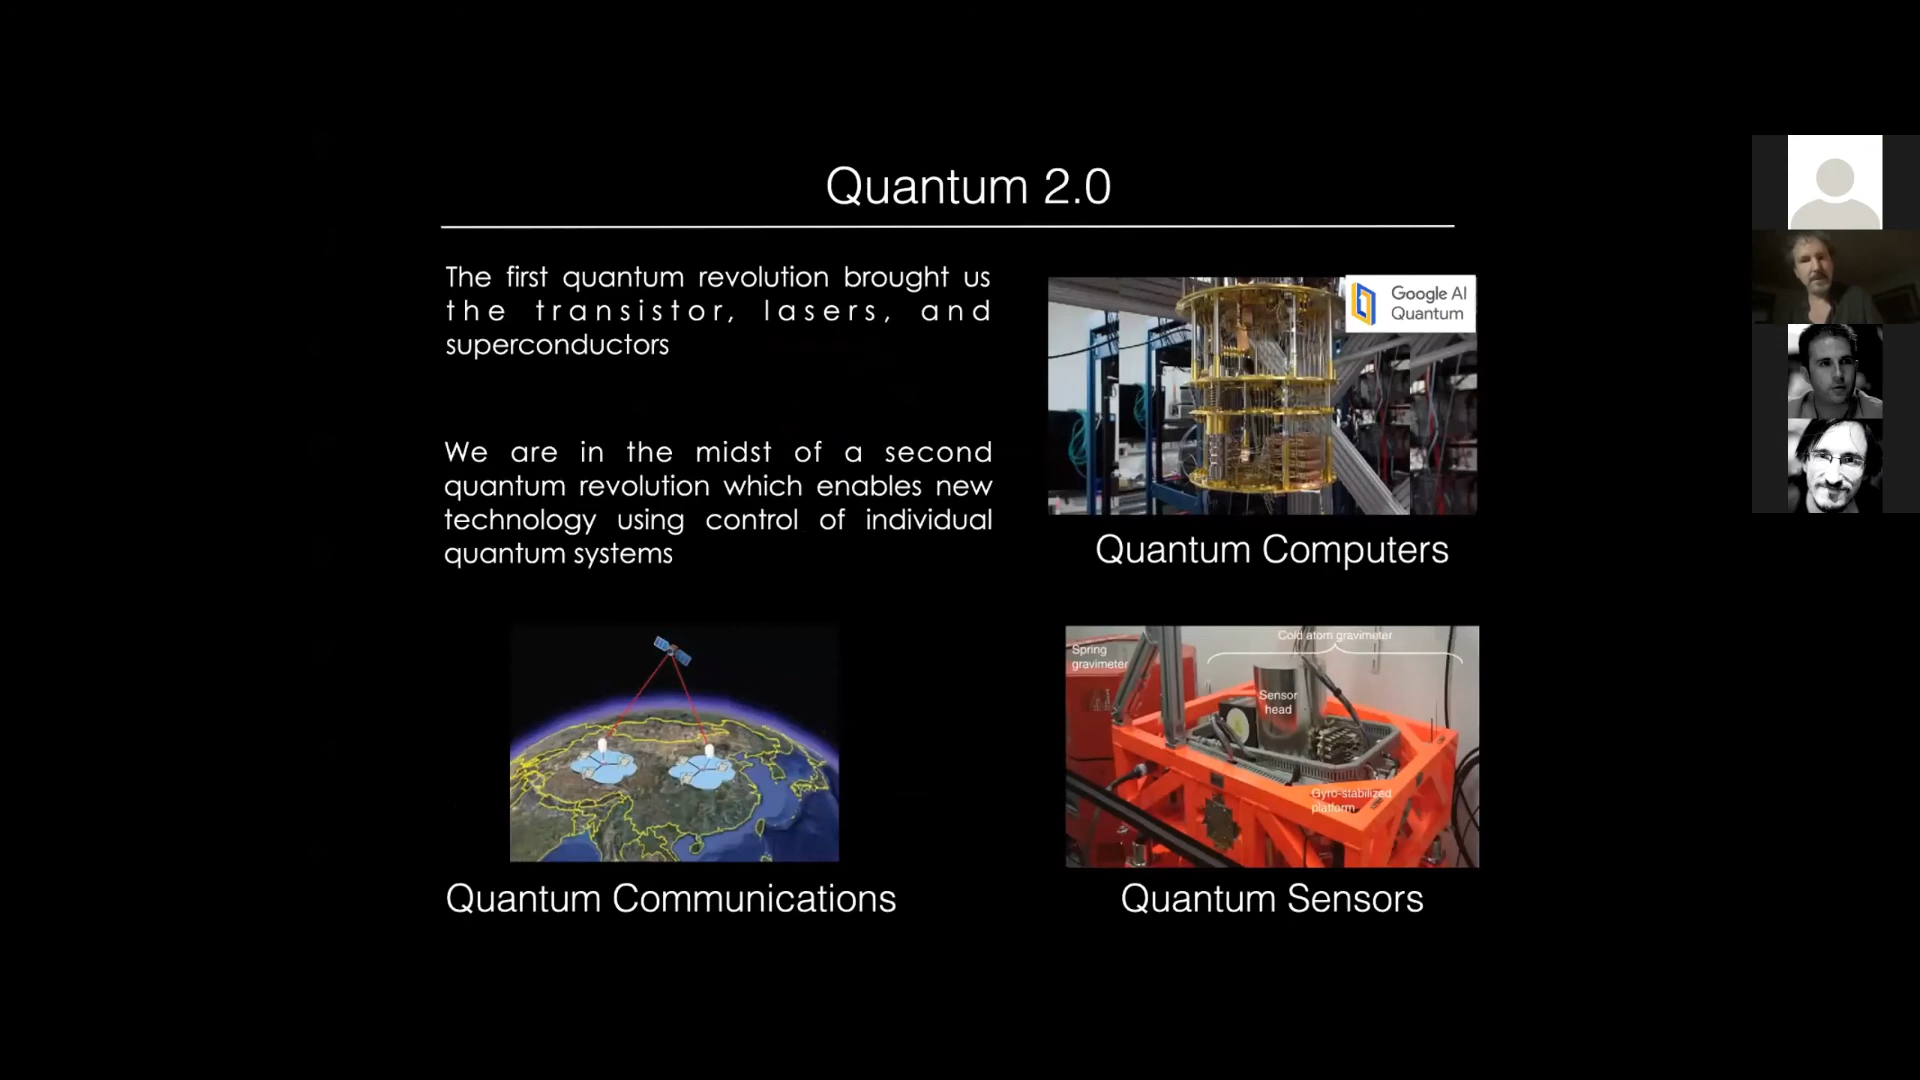 Quantum 2.0
The first quantum revolution brought us
the transistor, lasers, and
superconductors
We are in the midst of a second
quantum revolution which enables new
technology using control of individual
quantum systems
Google AI
Quantum
Quantum Computers
Quantum Communications
Cold atom gravimeter
Spring
gravimeter
Sensor
head
Gyro-stabilized
platform
Quantum Sensors